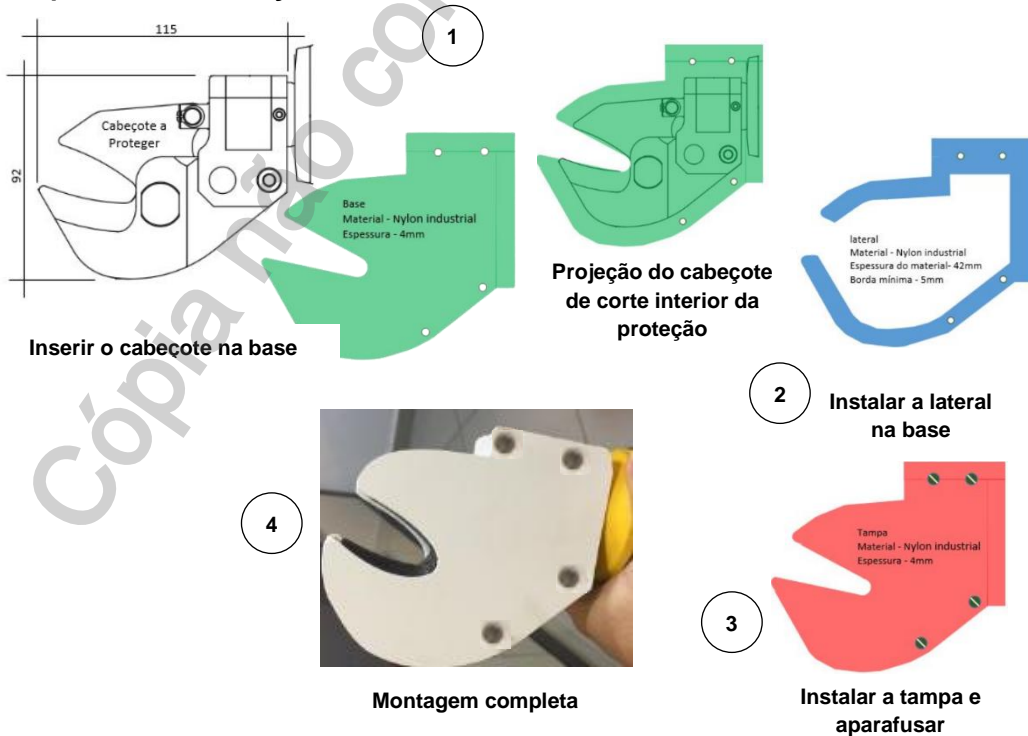 115
92
Cabeçote a
Proteger
1
Base
Material - Nylon industrial
Espessura - 4mm
Inserir o cabeçote na base
Projeção do cabeçote
de corte interior da
proteção
lateral
Material - Nylon industrial
Espessura do material- 42mm
Borda mínima - 5mm
2
Instalar a lateral
na base
Tampa
Material - Nylon industrial
Espessura - 4mm
3
Instalar a tampa e
aparafusar
4
Montagem completa
Cópia não co